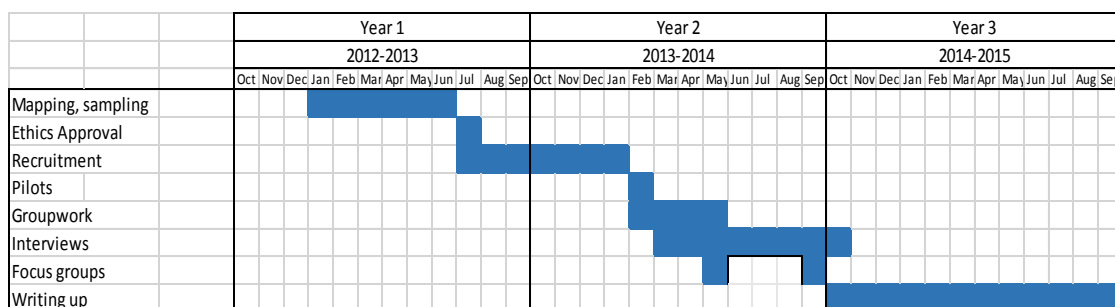 Year 1 Year 2 Year 3
2012-2013 2013-2014 2014-2015
Oct Nov Dec Jan Feb Mar Apr May Jun Jul Aug Sep Oct Nov Dec Jan Feb Mar Apr May Jun Jul Aug Sep Oct Nov Dec Jan Feb Mar Apr May Jun Jul Aug Sep
Mapping, sampling
Ethics Approval
Recruitment
Pilots
Groupwork
Interviews
Focus groups
Writing up